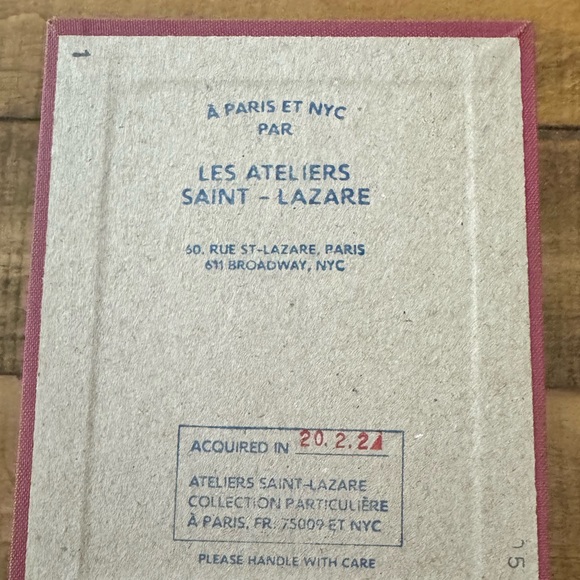 1
À PARIS ET NYC
PAR
LES ATELIERS
SAINT - LAZARE
60. RUE ST-LAZARE, PARIS
611 BROADWAY, NYC
ACQUIRED IN 20.2.24
ATELIERS SAINT-LAZARE
COLLECTION PARTICULIÈRE
À PARIS, FR. 75009 ET NYC
PLEASE HANDLE WITH CARE